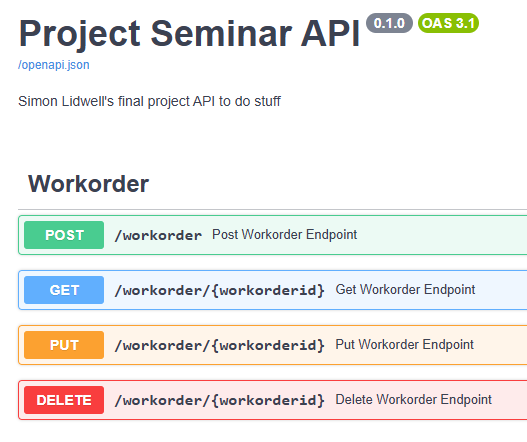 Project Seminar API 0.1.0 OAS 3.1
/openapi.json
Simon Lidwell's final project API to do stuff
Workorder
POST /workorder Post Workorder Endpoint
GET /workorder/{workorderid} Get Workorder Endpoint
PUT /workorder/{workorderid} Put Workorder Endpoint
DELETE /workorder/{workorderid} Delete Workorder Endpoint